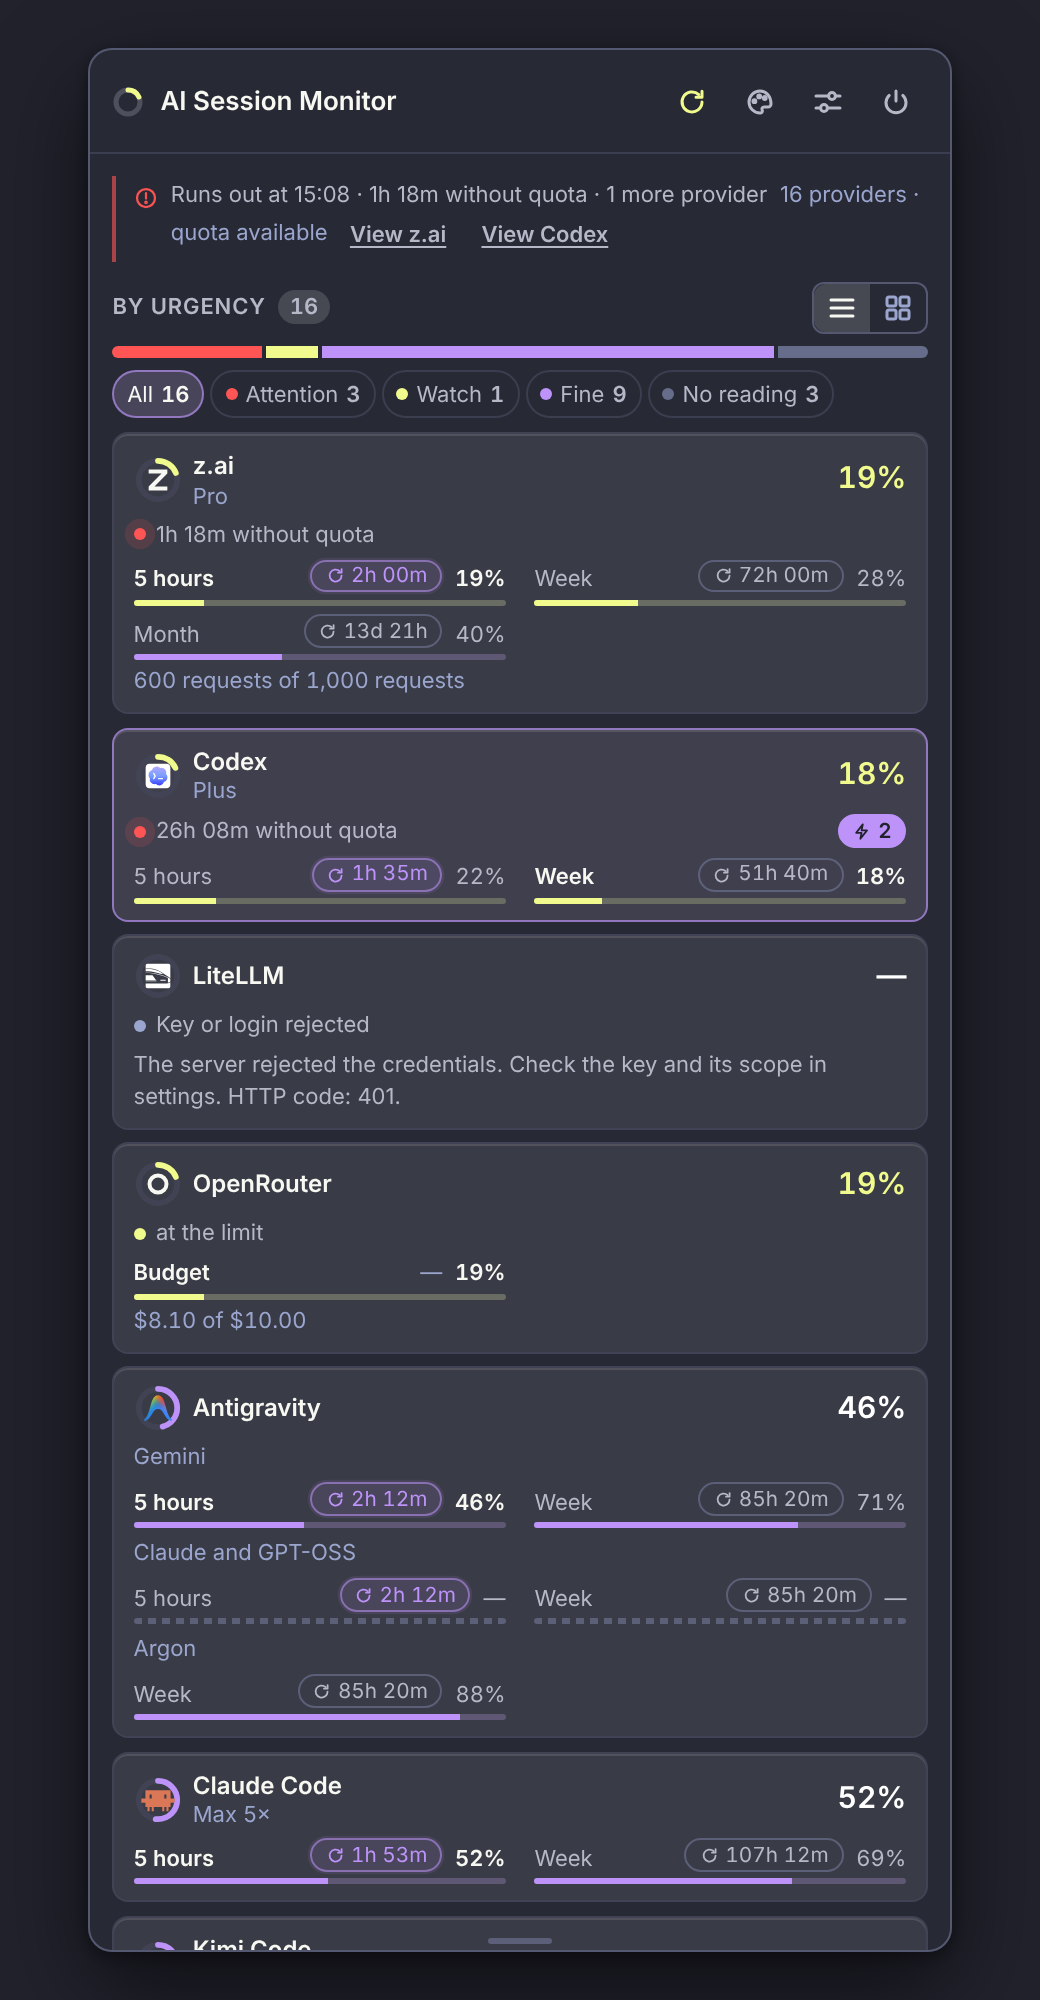 AI Session Monitor
Runs out at 15:08 · 1h 18m without quota · 1 more provider 16 providers ·
quota available View z.ai View Codex
BY URGENCY 16
All 16 Attention 3 Watch 1 Fine 9 No reading 3
z.ai
Pro
19%
1h 18m without quota
5 hours 2h 00m 19% Week 72h 00m 28%
Month 13d 21h 40%
600 requests of 1,000 requests
Codex
Plus
18%
26h 08m without quota 2
5 hours 1h 35m 22% Week 51h 40m 18%
LiteLLM —
Key or login rejected
The server rejected the credentials. Check the key and its scope in
settings. HTTP code: 401.
OpenRouter 19%
at the limit
Budget — 19%
$8.10 of $10.00
Antigravity 46%
Gemini
5 hours 2h 12m 46% Week 85h 20m 71%
Claude and GPT-OSS
5 hours 2h 12m — Week 85h 20m —
Argon
Week 85h 20m 88%
Claude Code
Max 5×
52%
5 hours 1h 53m 52% Week 107h 12m 69%
Kimi Code